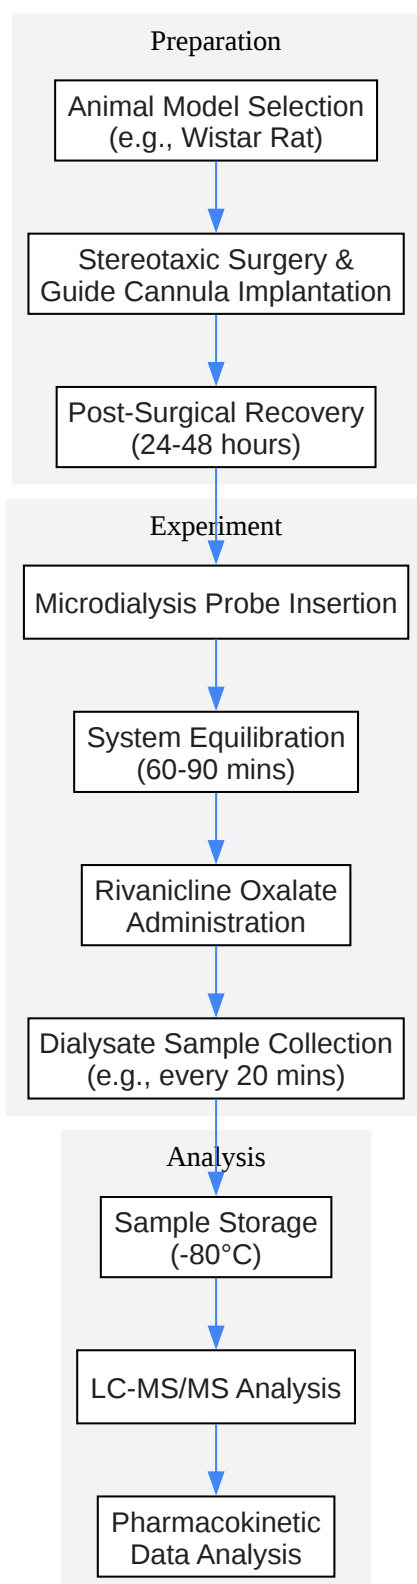 Preparation
Animal Model Selection
(e.g., Wistar Rat)
Stereotaxic Surgery &
Guide Cannula Implantation
Post-Surgical Recovery
(24-48 hours)
Experiment
Microdialysis Probe Insertion
System Equilibration
(60-90 mins)
Rivanicline Oxalate
Administration
Dialysate Sample Collection
(e.g., every 20 mins)
Analysis
Sample Storage
(-80°C)
LC-MS/MS Analysis
Pharmacokinetic
Data Analysis